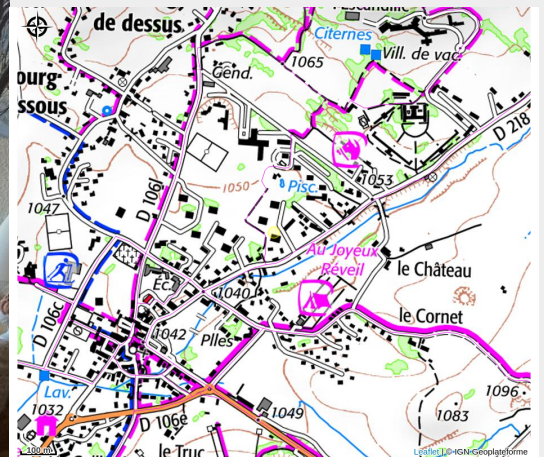 de dessus
Citernes
Vill. de vac.
1065
Gend.
ourg
ssous
D 218
1053
1050
Pisc.
D 106j
1047
Au Joyeux
Réveil
le Château
Ec.
1040
le Cornet
D 106c
1042
Plles
Lav.
1096
1032
1049
1083
D 106e
le Truc
100 m
Leaflet | © IGN-Geoplateforme